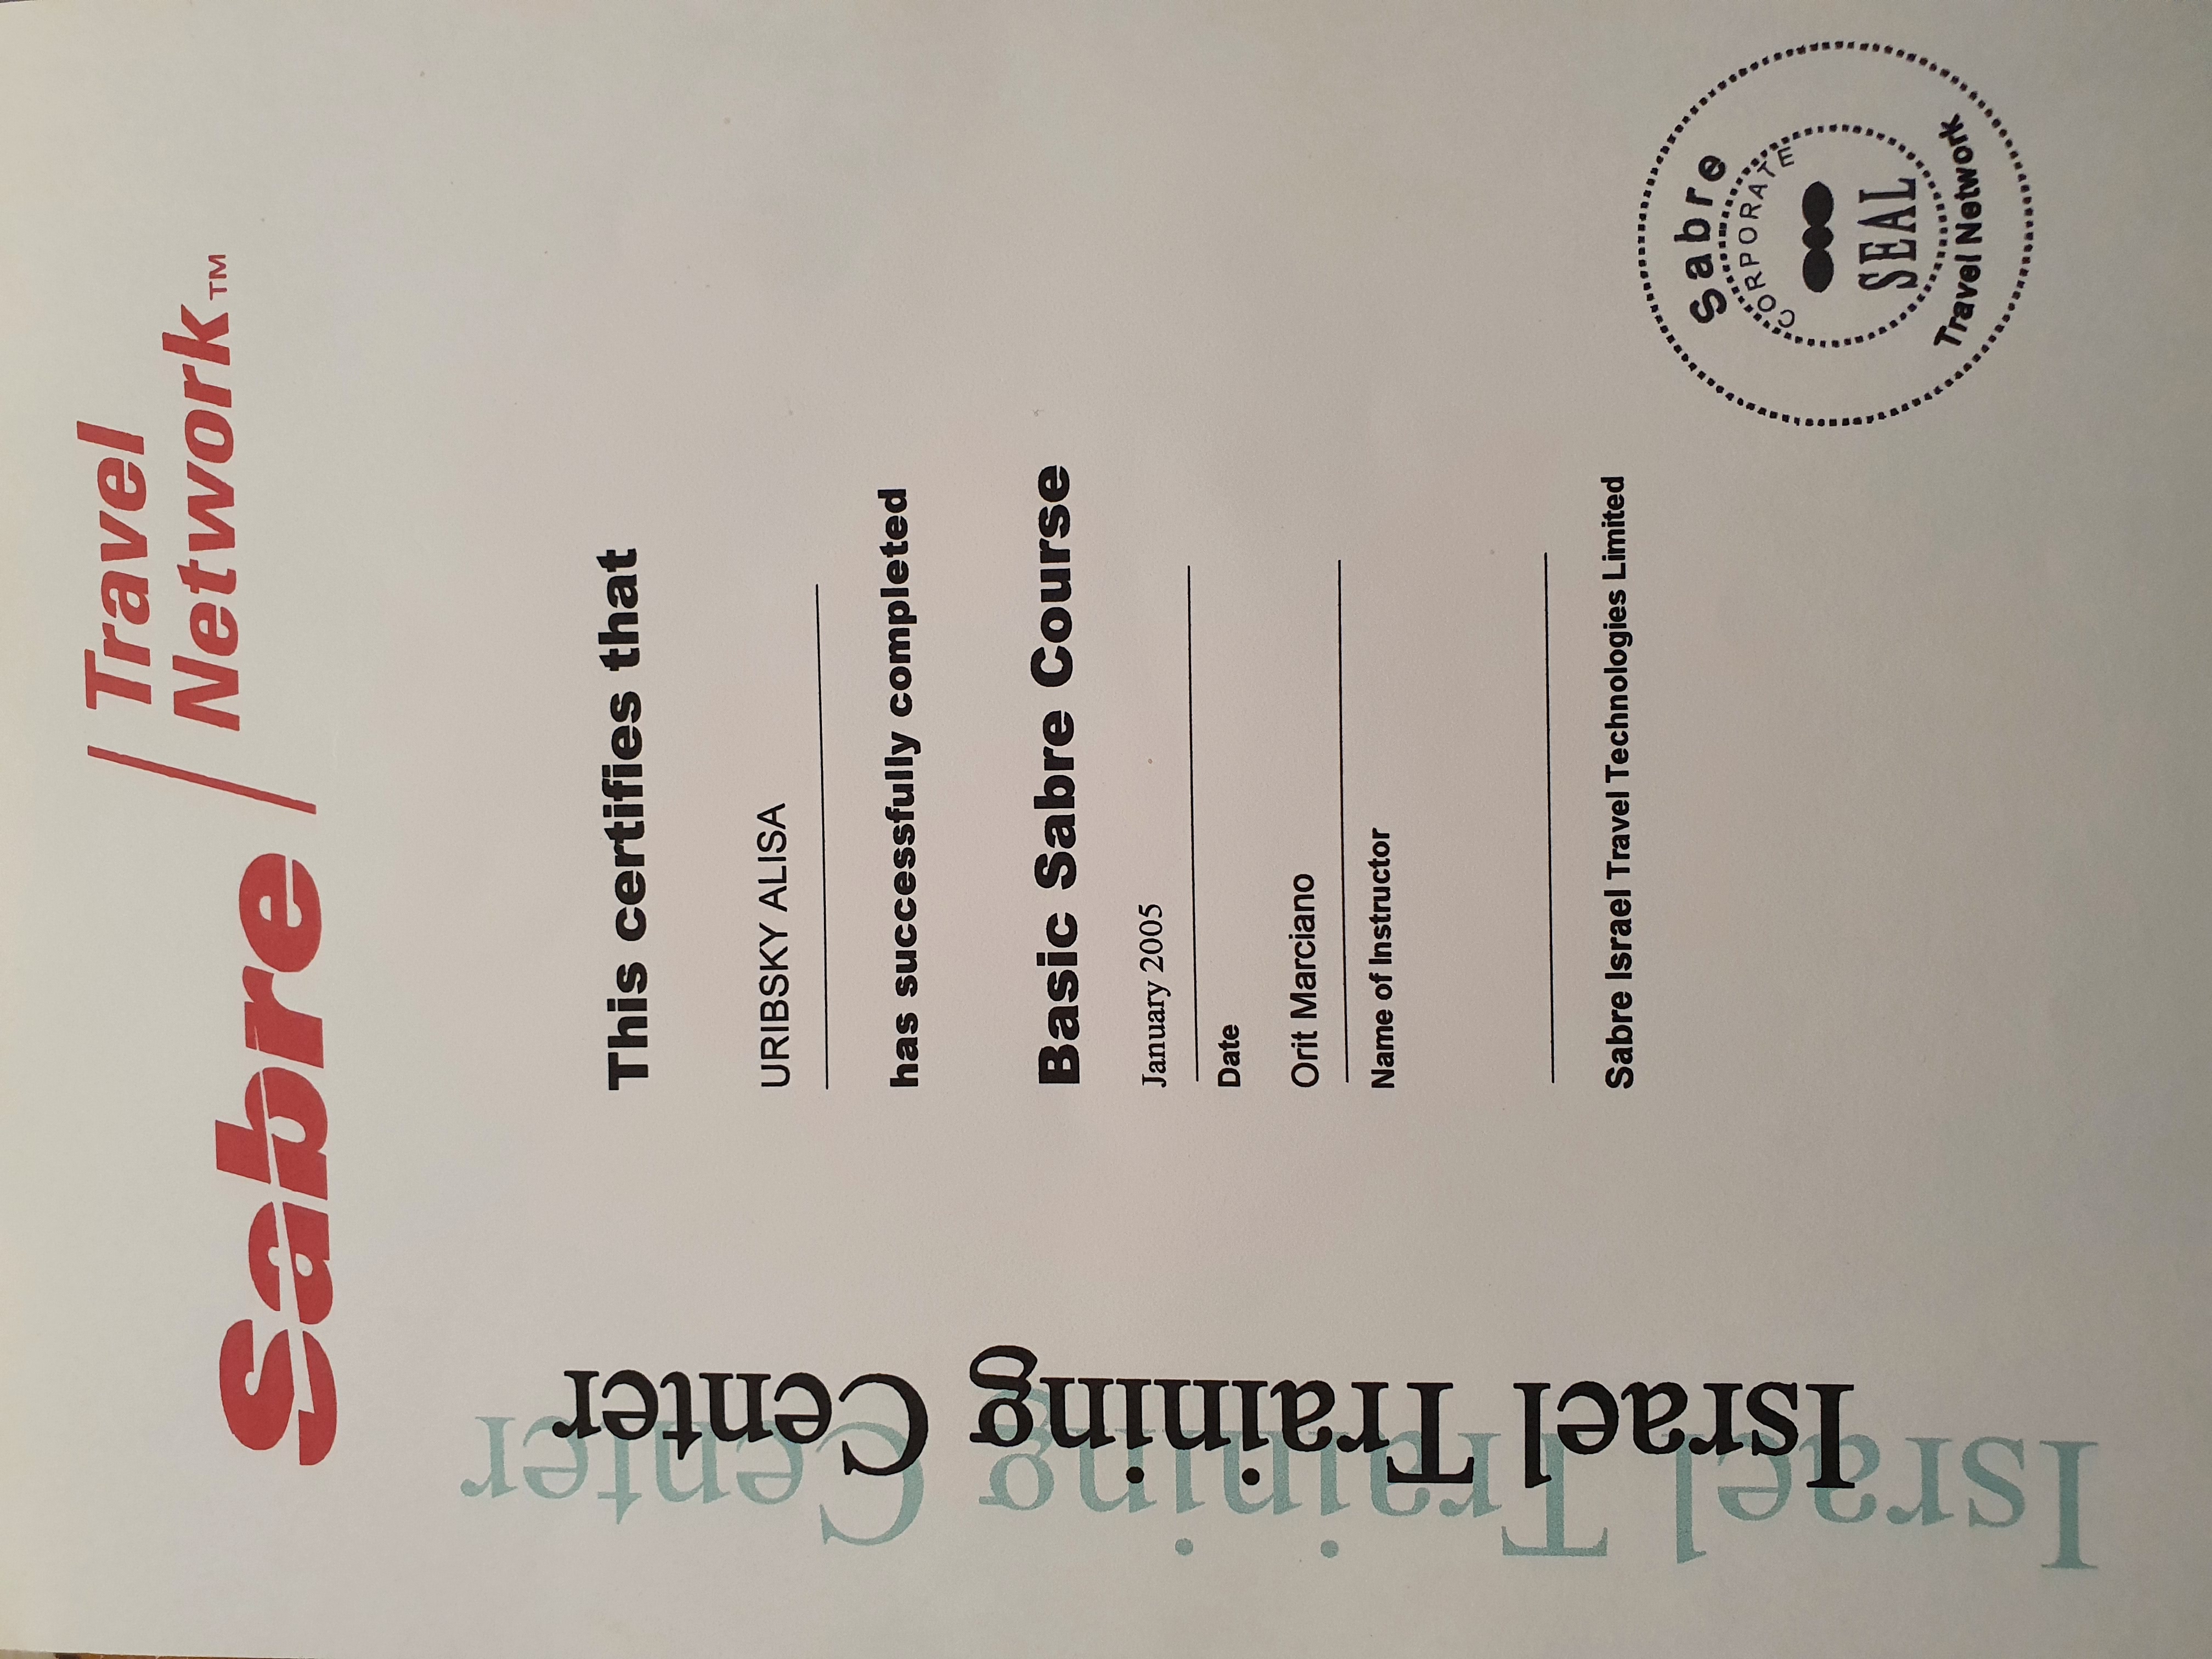 Sabre
Travel
Network™
Israel Training Center
Israel Training Center
This certifies that
URIBSKY ALISA
has successfully completed
Basic Sabre Course
January 2005
Date
Orit Marciano
Name of Instructor
Sabre Israel Travel Technologies Limited
Sabre
CORPORATE
SEAL
Travel Network